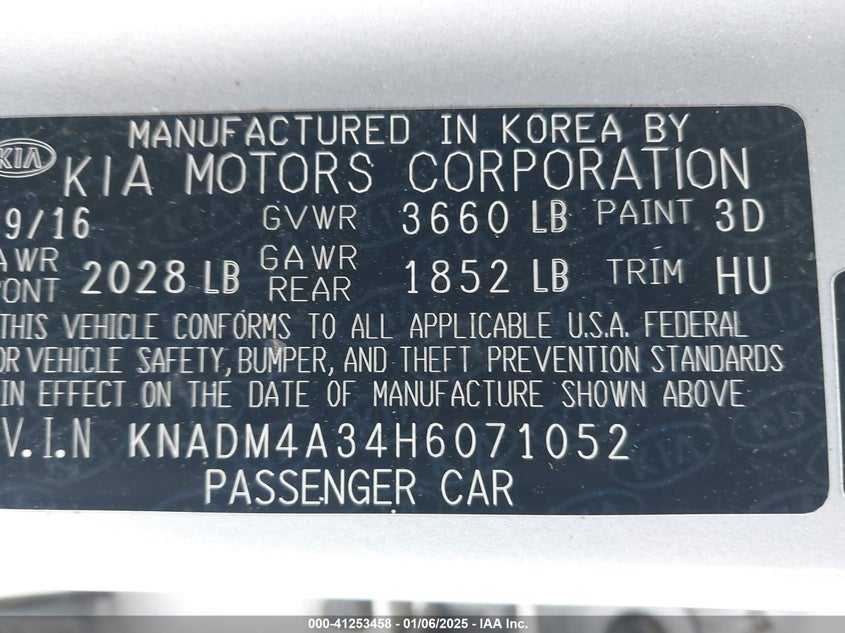 MANUFACTURED IN KOREA BY
KIA KIA MOTORS CORPORATION
9/16 GVWR 3660 LB PAINT 3D
AWR GAWR
ONT 2028 LB REAR 1852 LB TRIM HU
THIS VEHICLE CONFORMS TO ALL APPLICABLE U.S.A. FEDERAL
OR VEHICLE SAFETY, BUMPER, AND THEFT PREVENTION STANDARDS
IN EFFECT ON THE DATE OF MANUFACTURE SHOWN ABOVE
V.I.N KNADM4A34H6071052
PASSENGER CAR
000-41253458 - 01/06/2025 - IAA Inc.